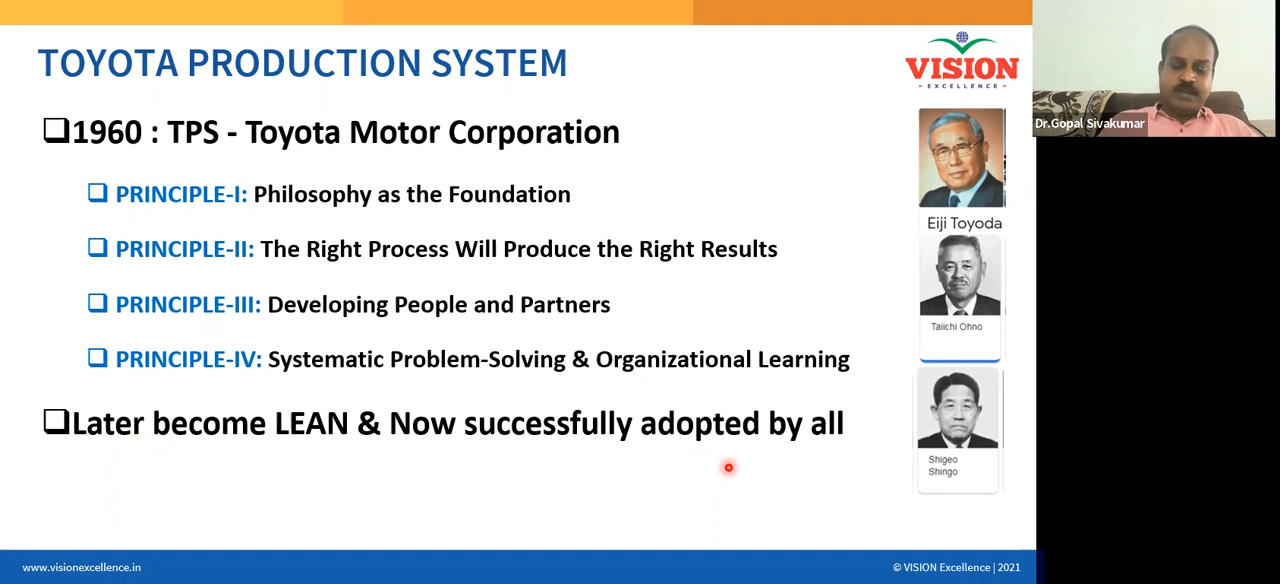 TOYOTA PRODUCTION SYSTEM
VISION
- EXCELLENCE -
Dr.Gopal Sivakumar
1960 : TPS - Toyota Motor Corporation
PRINCIPLE-I: Philosophy as the Foundation
Eiji Toyoda
PRINCIPLE-II: The Right Process Will Produce the Right Results
PRINCIPLE-III: Developing People and Partners
Taiichi Ohno
PRINCIPLE-IV: Systematic Problem-Solving & Organizational Learning
Later become LEAN & Now successfully adopted by all
Shigeo
Shingo
www.visionexcellence.in
© VISION Excellence | 2021